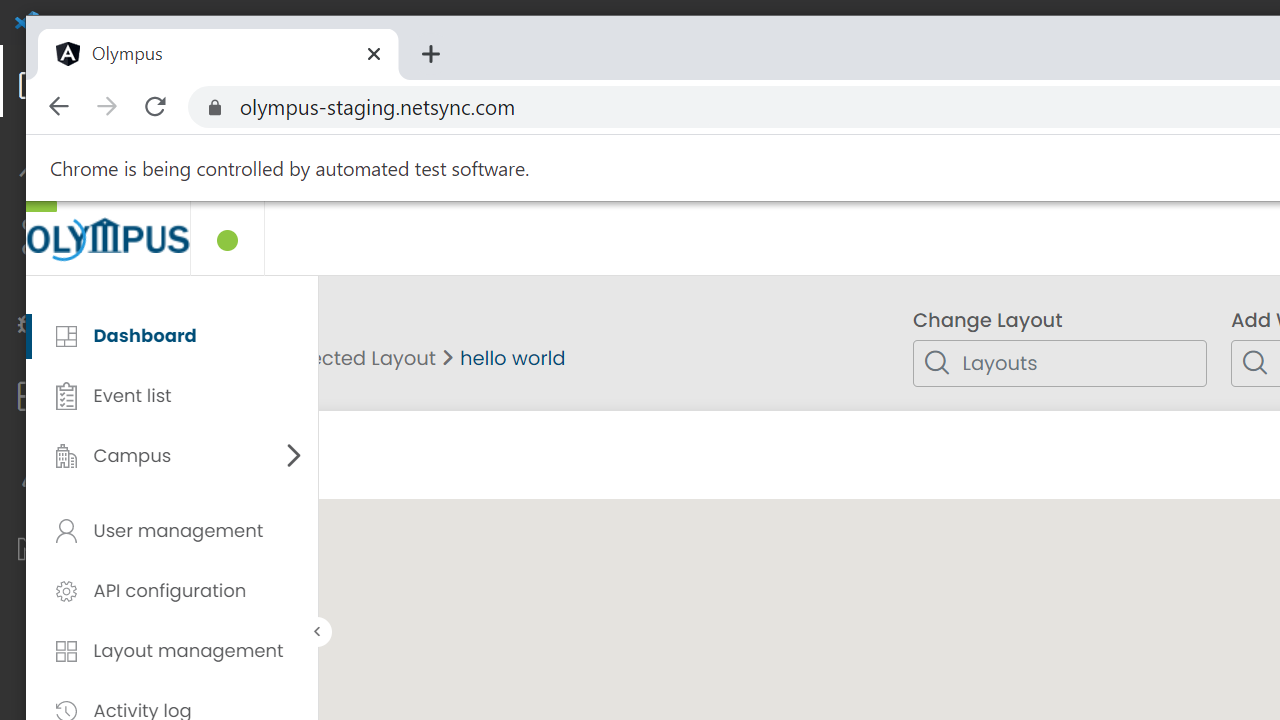 Olympus
olympus-staging.netsync.com
Chrome is being controlled by automated test software.
OLYMPUS
Dashboard
Event list
Campus
User management
API configuration
Layout management
Activity log
ected Layout
hello world
Change Layout
Layouts
Add